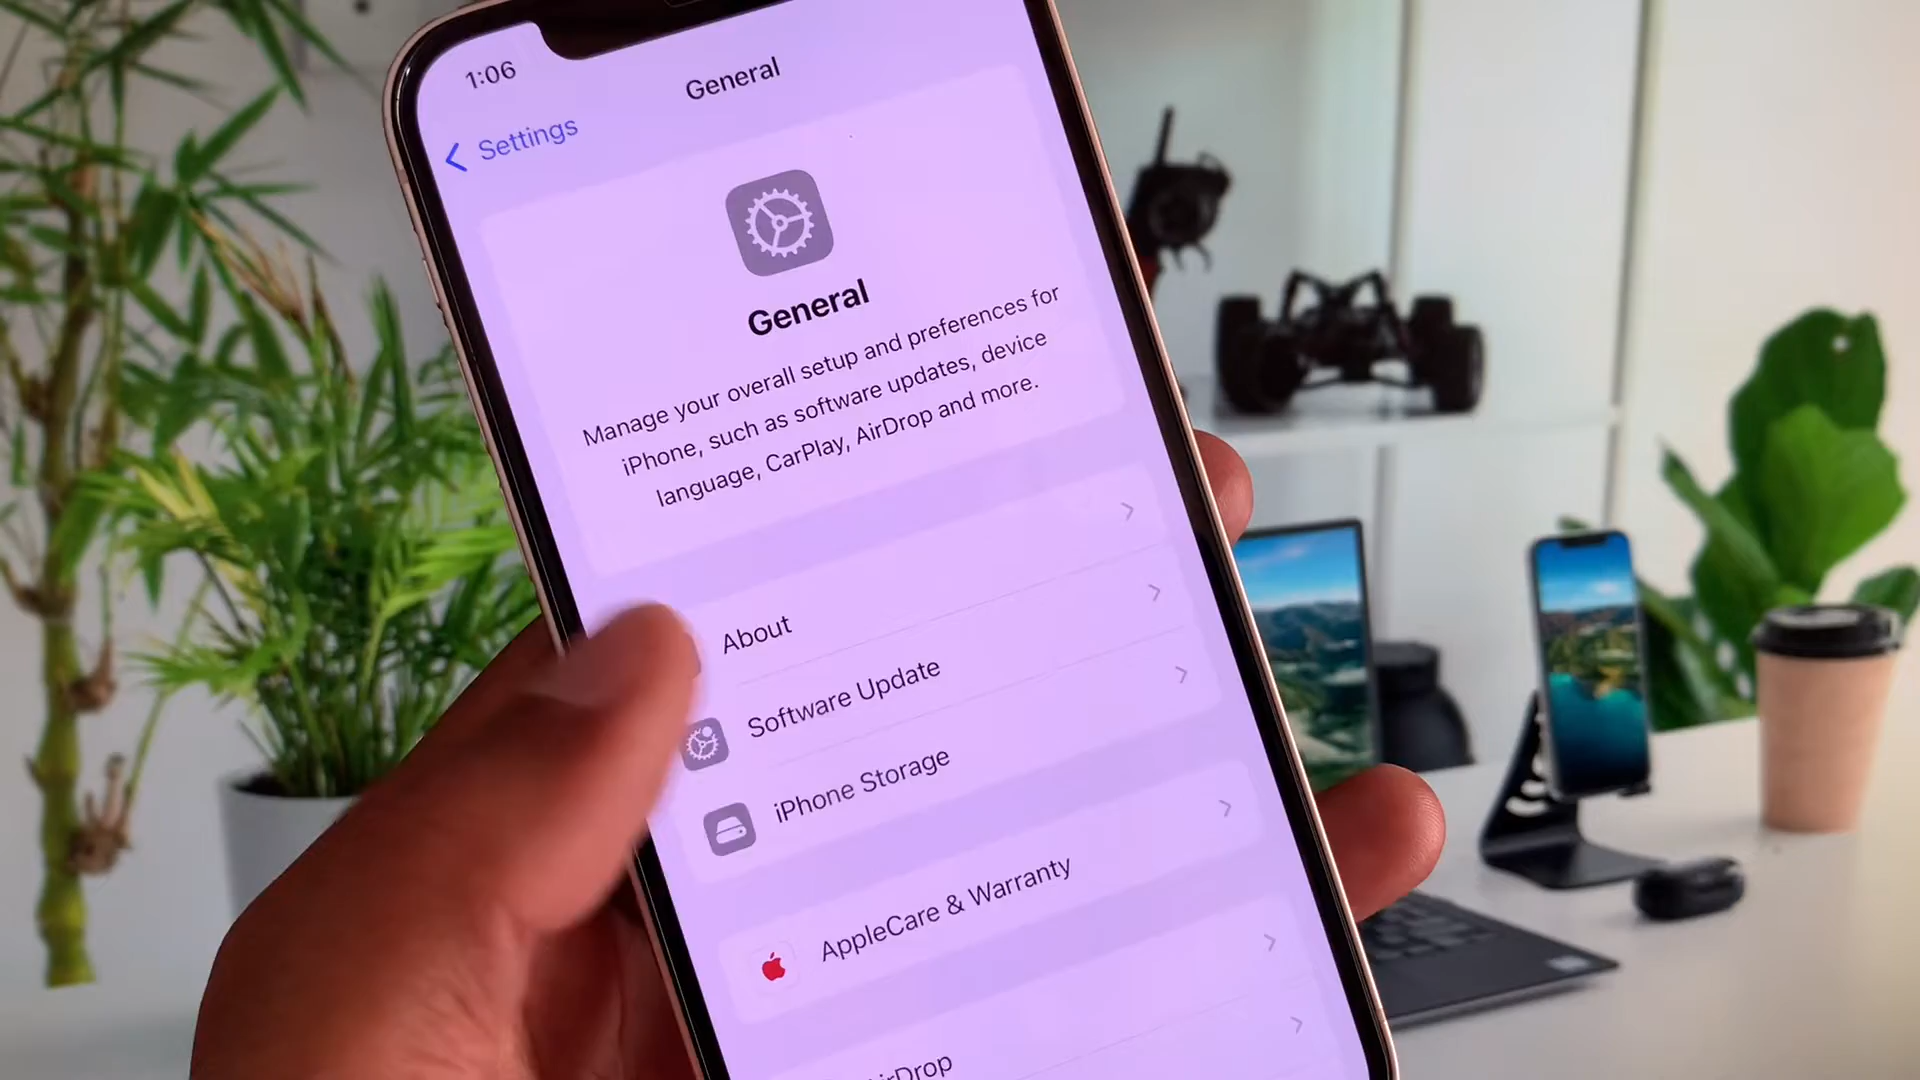 1:06
General
Settings
General
Manage your overall setup and preferences for
iPhone, such as software updates, device
language, CarPlay, AirDrop and more.
About
Software Update
iPhone Storage
AppleCare & Warranty